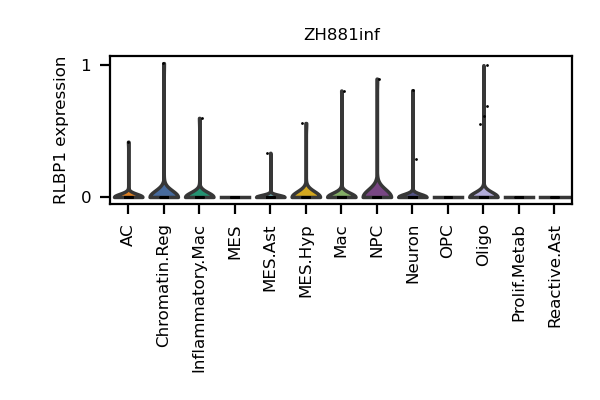 ZH881inf
RLBP1 expression
1
0
AC
Chromatin.Reg
Inflammatory.Mac
MES
MES.Ast
MES.Hyp
Mac
NPC
Neuron
OPC
Oligo
Prolif.Metab
Reactive.Ast